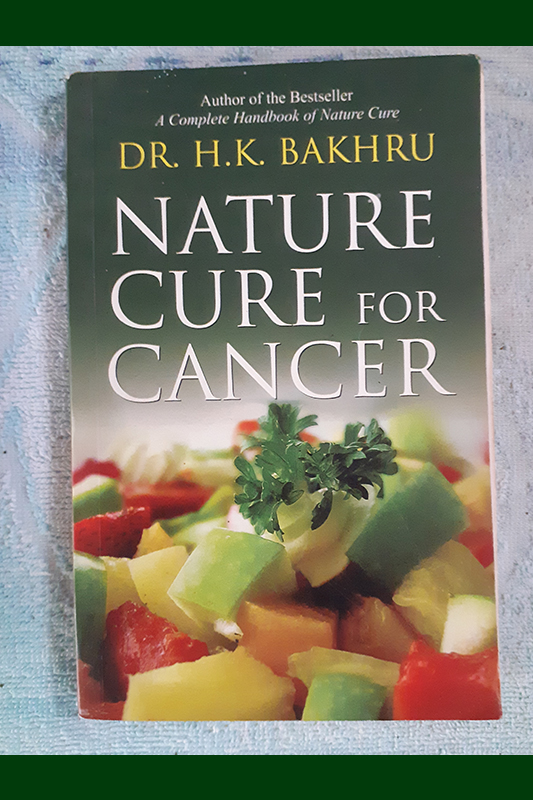 Author of the Bestseller
A Complete Handbook of Nature Cure
DR. H.K. BAKHRU
NATURE
CURE FOR
CANCER